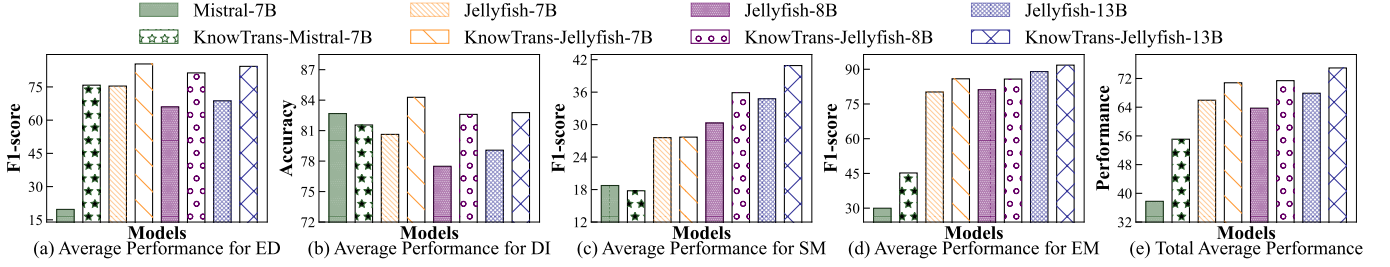 Mistral-7B Jellyfish-7B Jellyfish-8B Jellyfish-13B
KnowTrans-Mistral-7B KnowTrans-Jellyfish-7B KnowTrans-Jellyfish-8B KnowTrans-Jellyfish-13B
F1-score
75
60
45
30
15
Models
(a) Average Performance for ED
Accuracy
87
84
81
78
75
72
Models
(b) Average Performance for DI
F1-score
36
30
24
18
12
Models
(c) Average Performance for SM
F1-score
90
75
60
45
30
Models
(d) Average Performance for EM
Performance
72
64
56
48
40
32
Models
(e) Total Average Performance